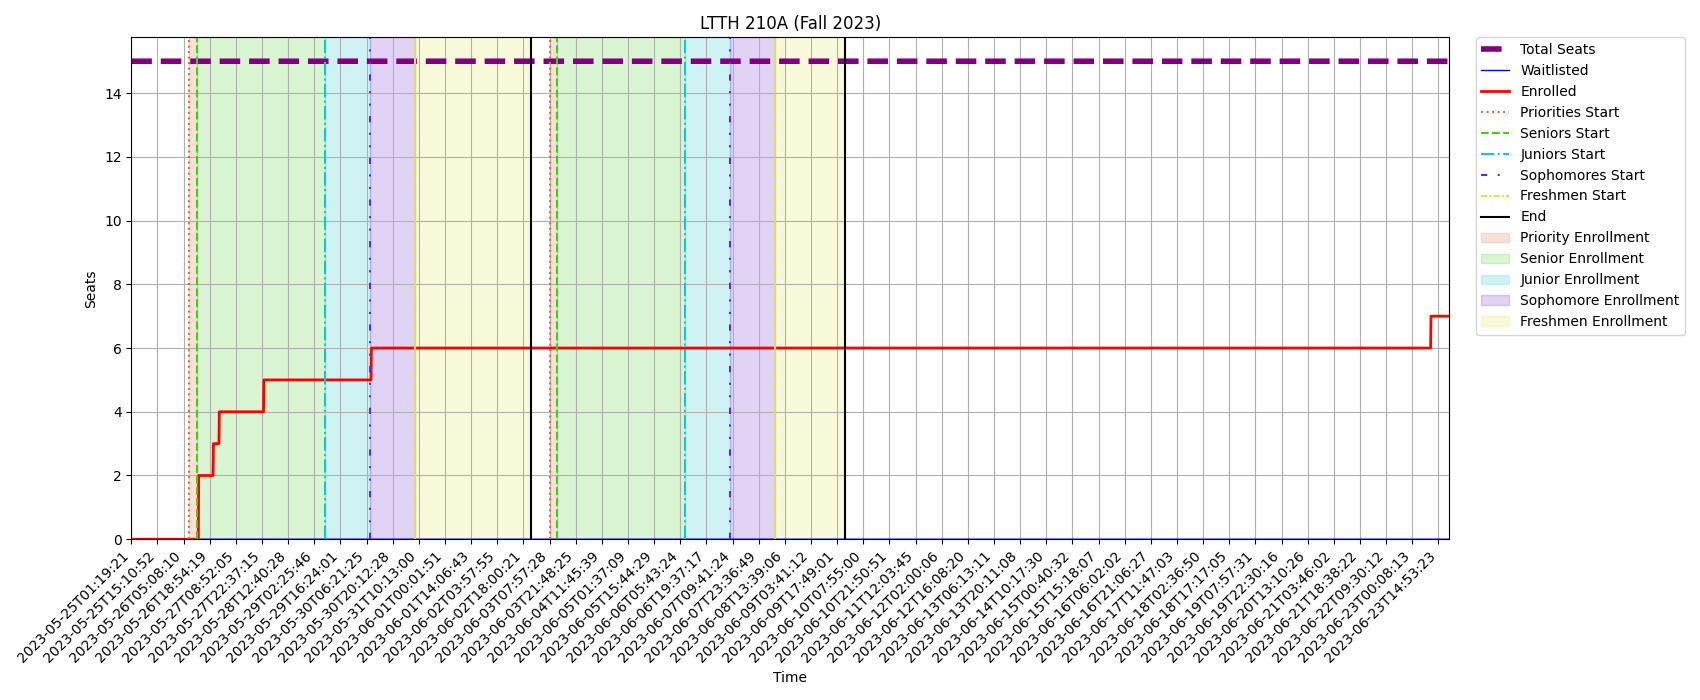 LTTH 210A (Fall 2023)
Seats
14
12
10
8
6
4
2
0
2023-05-25T01:19:21
2023-05-25T15:10:52
2023-05-26T05:08:10
2023-05-26T18:54:19
2023-05-27T08:52:05
2023-05-27T22:37:15
2023-05-28T12:40:28
2023-05-29T02:25:46
2023-05-29T16:24:01
2023-05-30T06:21:25
2023-05-30T20:12:28
2023-05-31T10:13:00
2023-06-01T00:01:51
2023-06-01T14:06:43
2023-06-02T03:57:55
2023-06-02T18:00:21
2023-06-03T07:57:28
2023-06-03T21:48:25
2023-06-04T11:45:39
2023-06-05T01:37:09
2023-06-05T15:44:29
2023-06-06T05:43:24
2023-06-06T19:37:17
2023-06-07T09:41:24
2023-06-07T23:36:49
2023-06-08T13:39:06
2023-06-09T03:41:12
2023-06-09T17:49:01
2023-06-10T07:55:00
2023-06-10T21:50:51
2023-06-11T12:03:45
2023-06-12T02:00:06
2023-06-12T16:08:20
2023-06-13T06:13:11
2023-06-13T20:11:08
2023-06-14T10:17:30
2023-06-15T00:40:32
2023-06-15T15:18:07
2023-06-16T06:02:02
2023-06-16T21:06:27
2023-06-17T11:47:03
2023-06-18T02:36:50
2023-06-18T17:17:05
2023-06-19T07:57:31
2023-06-19T22:30:16
2023-06-20T13:10:26
2023-06-21T03:46:02
2023-06-21T18:38:22
2023-06-22T09:30:12
2023-06-23T00:08:13
2023-06-23T14:53:23
Time
Total Seats
Waitlisted
Enrolled
Priorities Start
Seniors Start
Juniors Start
Sophomores Start
Freshmen Start
End
Priority Enrollment
Senior Enrollment
Junior Enrollment
Sophomore Enrollment
Freshmen Enrollment